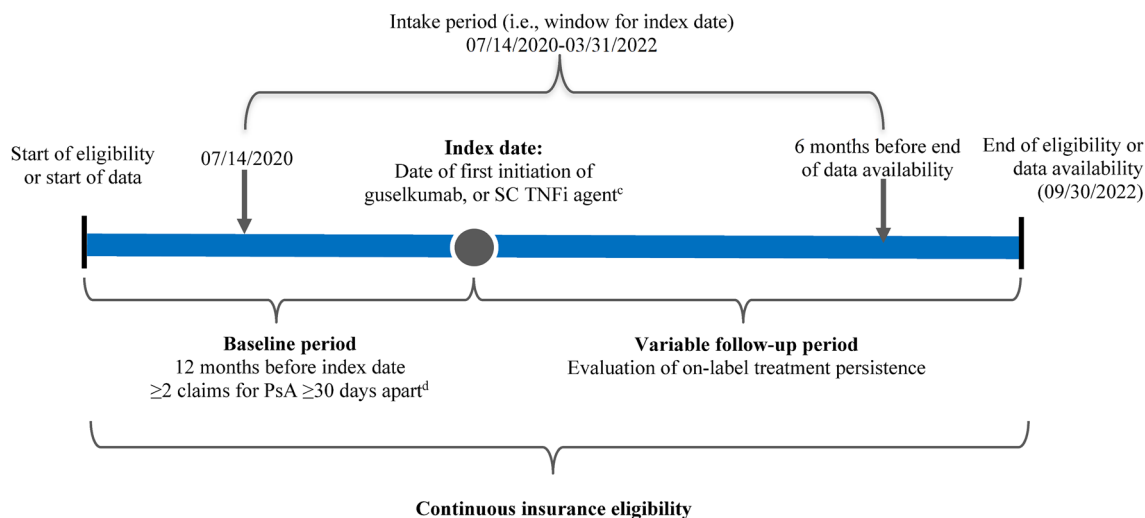 Intake period (i.e., window for index date)
07/14/2020-03/31/2022
Start of eligibility
or start of data
07/14/2020
Index date:
Date of first initiation of
guselkumab, or SC TNFi agentᶜ
6 months before end
of data availability
End of eligibility or
data availability
(09/30/2022)
Baseline period
12 months before index date
≥2 claims for PsA ≥30 days apartᵈ
Variable follow-up period
Evaluation of on-label treatment persistence
Continuous insurance eligibility